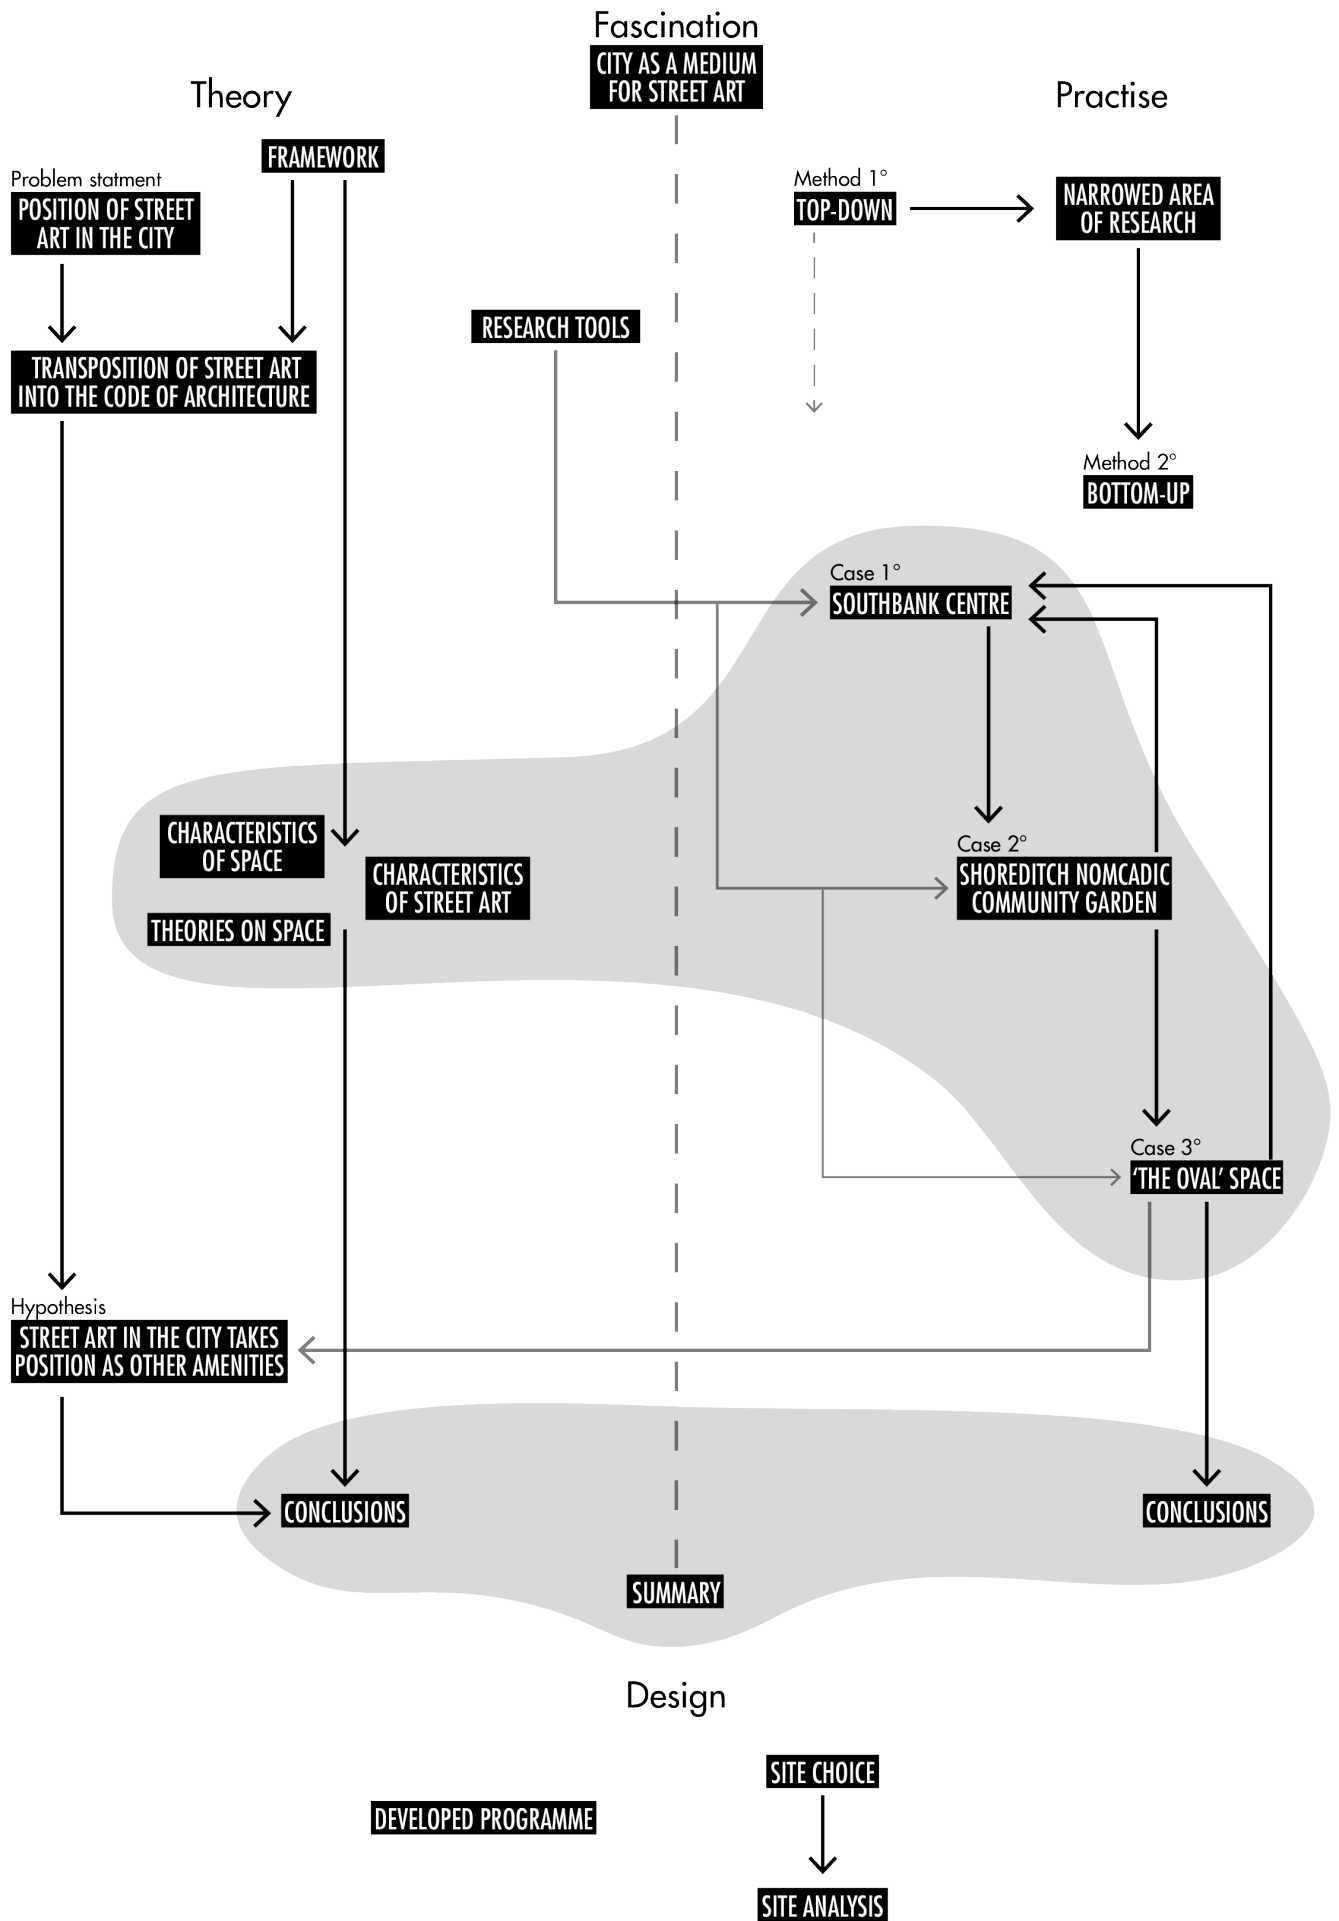 Fascination
CITY AS A MEDIUM
FOR STREET ART
Theory
Practise
FRAMEWORK
Problem statment
POSITION OF STREET
ART IN THE CITY
Method 1°
TOP-DOWN
NARROWED AREA
OF RESEARCH
RESEARCH TOOLS
TRANSPOSITION OF STREET ART
INTO THE CODE OF ARCHITECTURE
Method 2°
BOTTOM-UP
Case 1°
SOUTHBANK CENTRE
CHARACTERISTICS
OF SPACE
CHARACTERISTICS
OF STREET ART
THEORIES ON SPACE
Case 2°
SHOREDITCH NOMCADIC
COMMUNITY GARDEN
Case 3°
‘THE OVAL’ SPACE
Hypothesis
STREET ART IN THE CITY TAKES
POSITION AS OTHER AMENITIES
CONCLUSIONS
CONCLUSIONS
SUMMARY
Design
SITE CHOICE
DEVELOPED PROGRAMME
SITE ANALYSIS